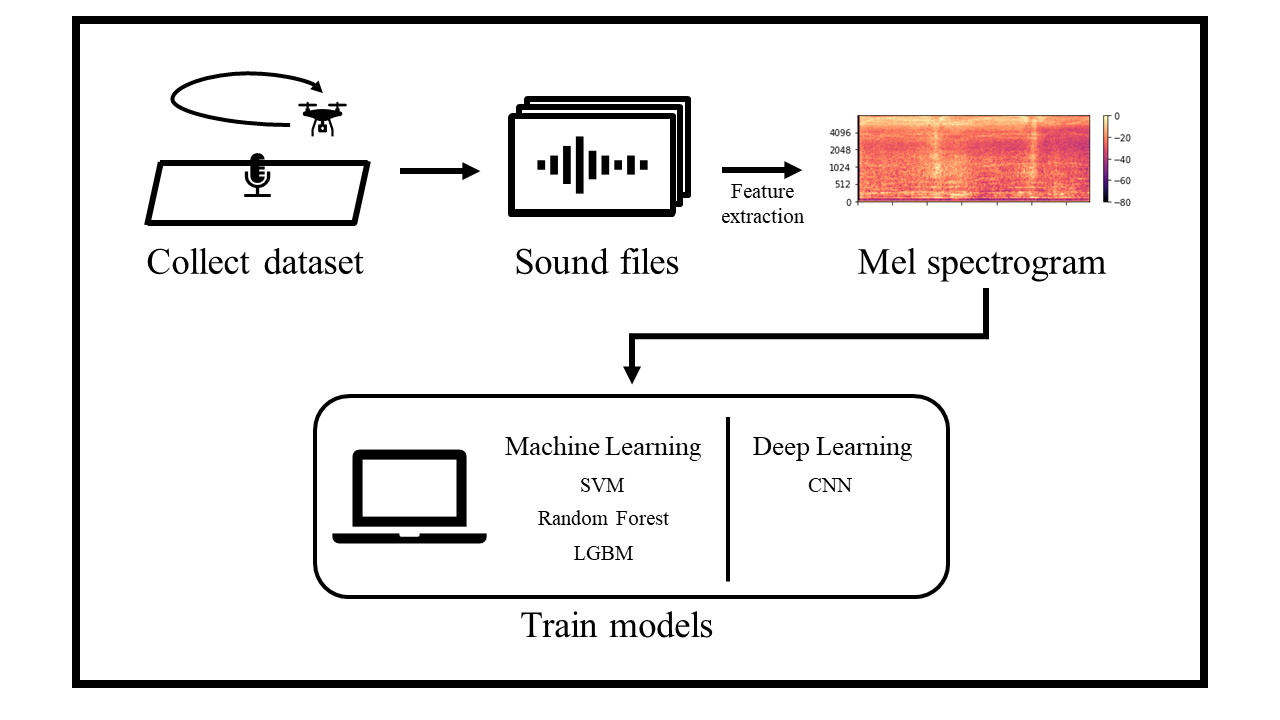 4096
2048
1024
512
0
0
−20
−40
−60
−80
Feature
extraction
Collect dataset
Sound files
Mel spectrogram
Machine Learning
SVM
Random Forest
LGBM
Deep Learning
CNN
Train models